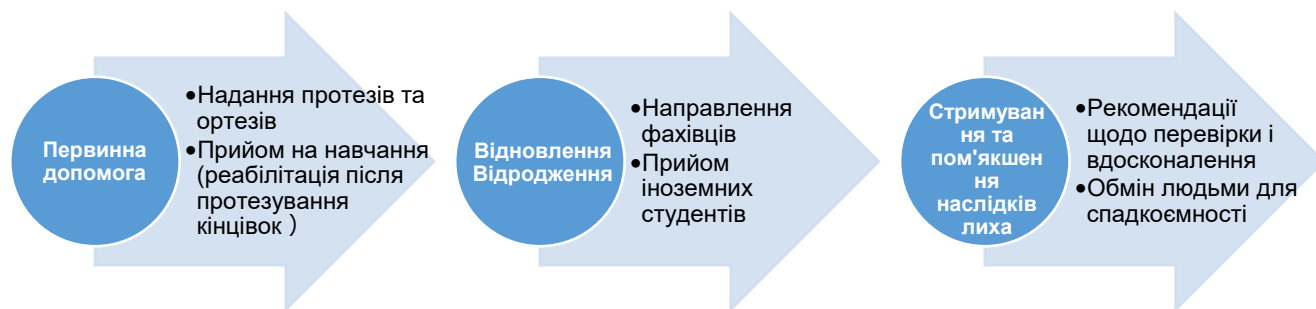 Первинна
допомога
•Надання протезів та
ортезів
•Прийом на навчання
(реабілітація після
протезування
кінцівок ）
Відновлення
Відродження
•Направлення
фахівців
•Прийом
іноземних
студентів
Стримуван
ня та
пом'якшен
ня
наслідків
лиха
•Рекомендації
щодо перевірки і
вдосконалення
•Обмін людьми для
спадкоємності